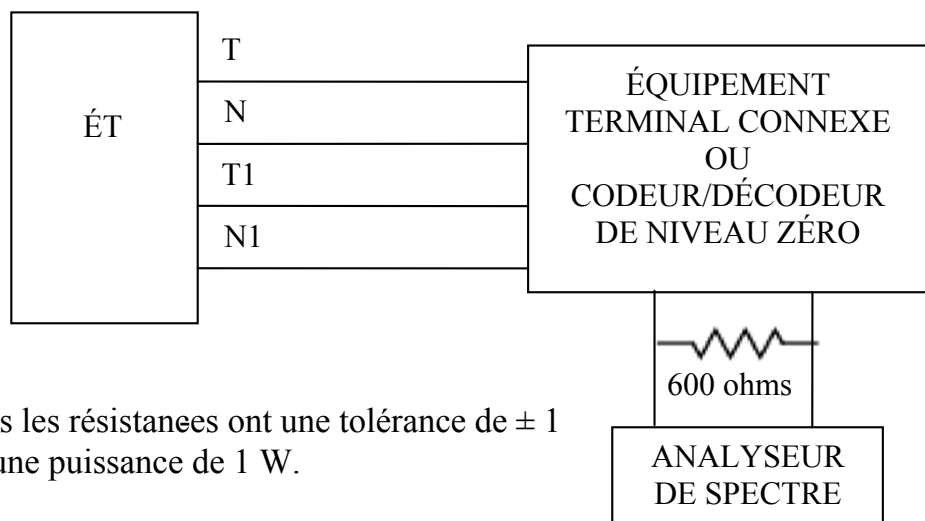 T
ÉT
N
T1
N1
ÉQUIPEMENT
TERMINAL CONNEXE
OU
CODEUR/DÉCODEUR
DE NIVEAU ZÉRO
600 ohms
s les résistances ont une tolérance de ± 1
une puissance de 1 W.
ANALYSEUR
DE SPECTRE